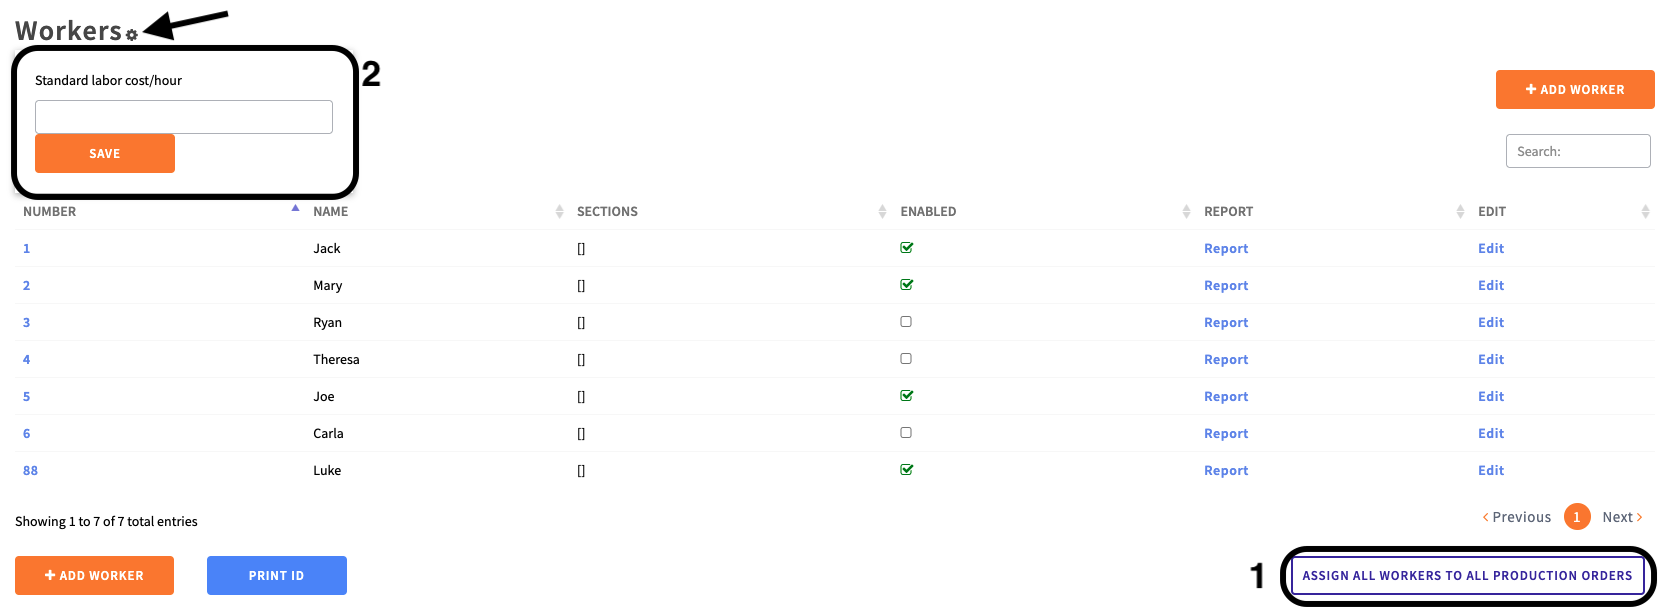 Workers
2
Standard labor cost/hour
+ ADD WORKER
SAVE
Search:
NUMBER NAME SECTIONS ENABLED REPORT EDIT
1 Jack [] Report Edit
2 Mary [] Report Edit
3 Ryan [] Report Edit
4 Theresa [] Report Edit
5 Joe [] Report Edit
6 Carla [] Report Edit
88 Luke [] Report Edit
Showing 1 to 7 of 7 total entries
< Previous 1 Next >
+ ADD WORKER PRINT ID 1 ASSIGN ALL WORKERS TO ALL PRODUCTION ORDERS